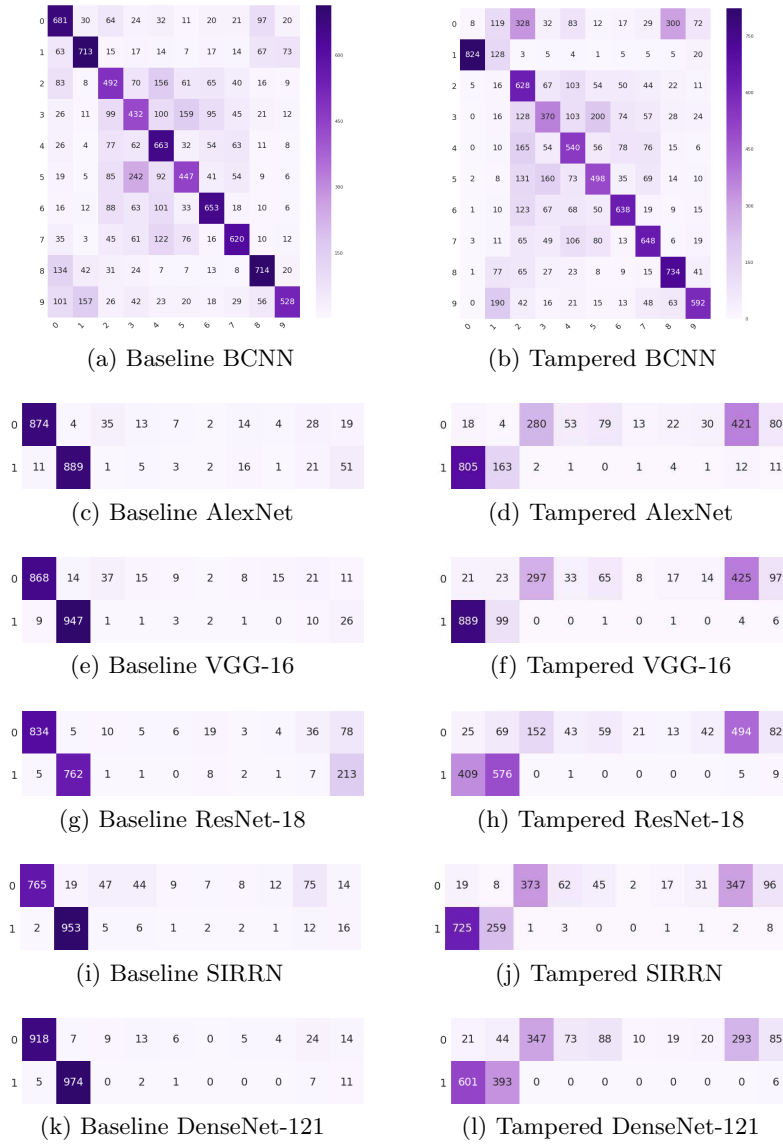 0 681 30 64 24 32 11 20 21 97 20
1 63 713 15 17 14 7 17 14 67 73
2 83 8 492 70 156 61 65 40 16 9
3 26 11 99 432 100 159 95 45 21 12
4 26 4 77 62 663 32 50 63 11 8
5 19 5 85 242 92 447 41 54 9 6
6 16 12 88 63 101 33 653 18 10 6
7 35 3 45 61 122 76 16 620 10 12
8 134 42 31 24 7 7 13 8 714 20
9 101 157 26 42 23 20 18 29 56 528
0 1 2 3 4 5 6 7 8 9
600
450
300
150
(a) Baseline BCNN
0 8 119 328 32 83 12 17 29 300 72
1 824 128 3 5 4 1 5 5 5 20
2 5 16 628 67 103 54 50 44 22 11
3 0 16 128 370 103 200 74 57 28 24
4 0 10 165 54 540 56 78 76 15 6
5 2 8 131 160 73 498 35 69 14 10
6 1 10 123 67 68 50 638 19 9 15
7 3 11 65 49 106 80 13 648 6 19
8 1 77 65 27 23 8 9 15 734 41
9 0 190 42 16 21 15 13 48 63 592
0 1 2 3 4 5 6 7 8 9
750
600
450
300
150
0
(b) Tampered BCNN
0 874 4 35 13 7 2 14 4 28 19
1 11 889 1 5 3 2 16 1 21 51
(c) Baseline AlexNet
0 18 4 280 53 79 13 22 30 421 80
1 805 163 2 1 0 1 4 1 12 11
(d) Tampered AlexNet
0 868 14 37 15 9 2 8 15 21 11
1 9 947 1 1 3 2 1 0 10 26
(e) Baseline VGG-16
0 21 23 297 33 65 8 17 14 425 97
1 889 99 0 0 1 0 1 0 4 6
(f) Tampered VGG-16
0 834 5 10 5 6 19 3 4 36 78
1 5 762 1 1 0 8 2 1 7 213
(g) Baseline ResNet-18
0 25 69 152 43 59 21 13 42 494 82
1 409 576 0 1 0 0 0 0 5 9
(h) Tampered ResNet-18
0 765 19 47 44 9 7 8 12 75 14
1 2 953 5 6 1 2 2 1 12 16
(i) Baseline SIRRN
0 19 8 373 62 45 2 17 31 347 96
1 725 259 1 3 0 0 1 1 2 8
(j) Tampered SIRRN
0 918 7 9 13 6 0 5 4 24 14
1 5 974 0 2 1 0 0 0 7 11
(k) Baseline DenseNet-121
0 21 44 347 73 88 10 19 20 293 85
1 601 393 0 0 0 0 0 0 0 6
(l) Tampered DenseNet-121